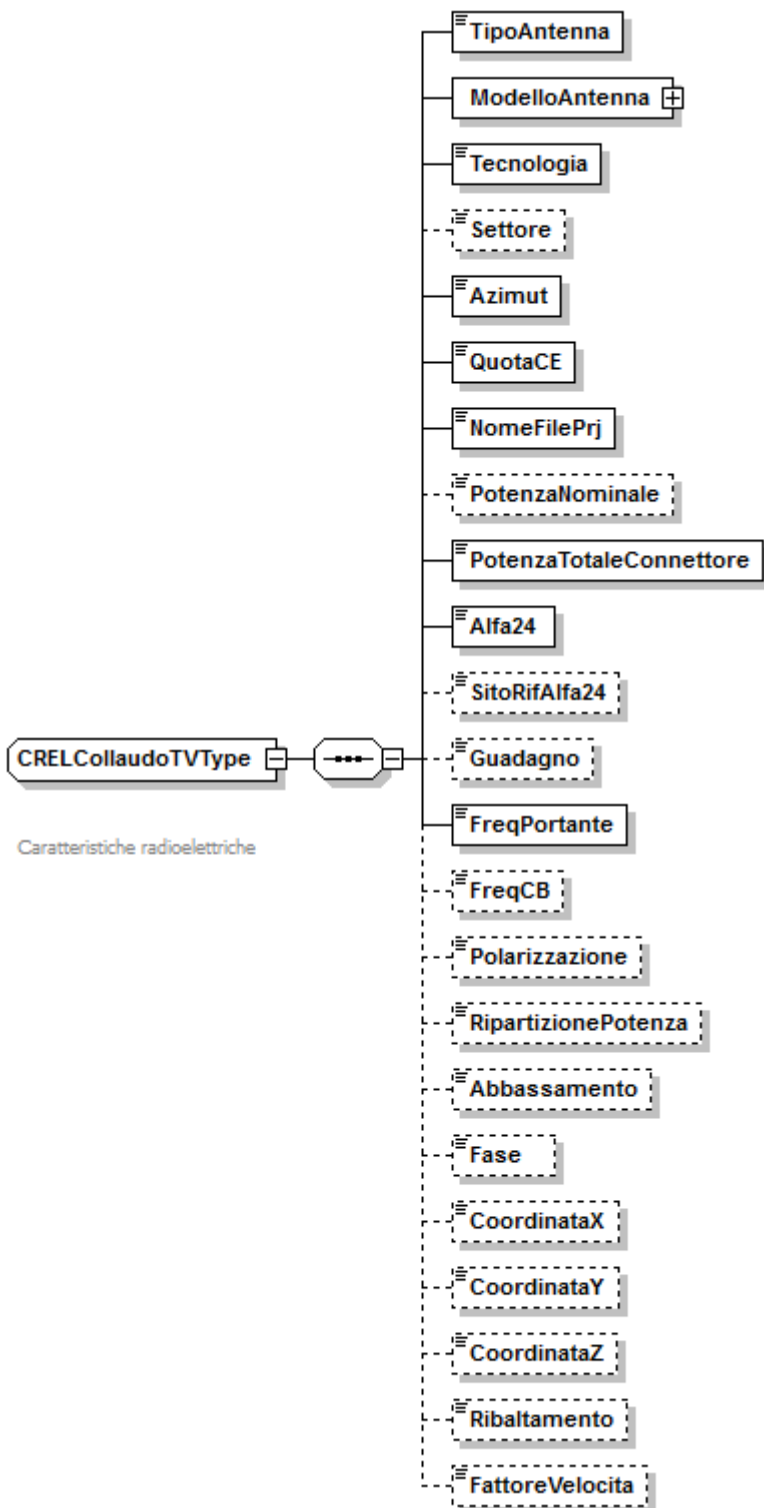 TipoAntenna
ModelloAntenna
Tecnologia
Settore
Azimut
QuotaCE
NomeFilePrj
PotenzaNominale
PotenzaTotaleConnettore
Alfa24
SitoRifAlfa24
CRELCollaudoTVType
Guadagno
FreqPortante
Caratteristiche radioelettriche
FreqCB
Polarizzazione
RipartizionePotenza
Abbassamento
Fase
CoordinataX
CoordinataY
CoordinataZ
Ribaltamento
FattoreVelocita